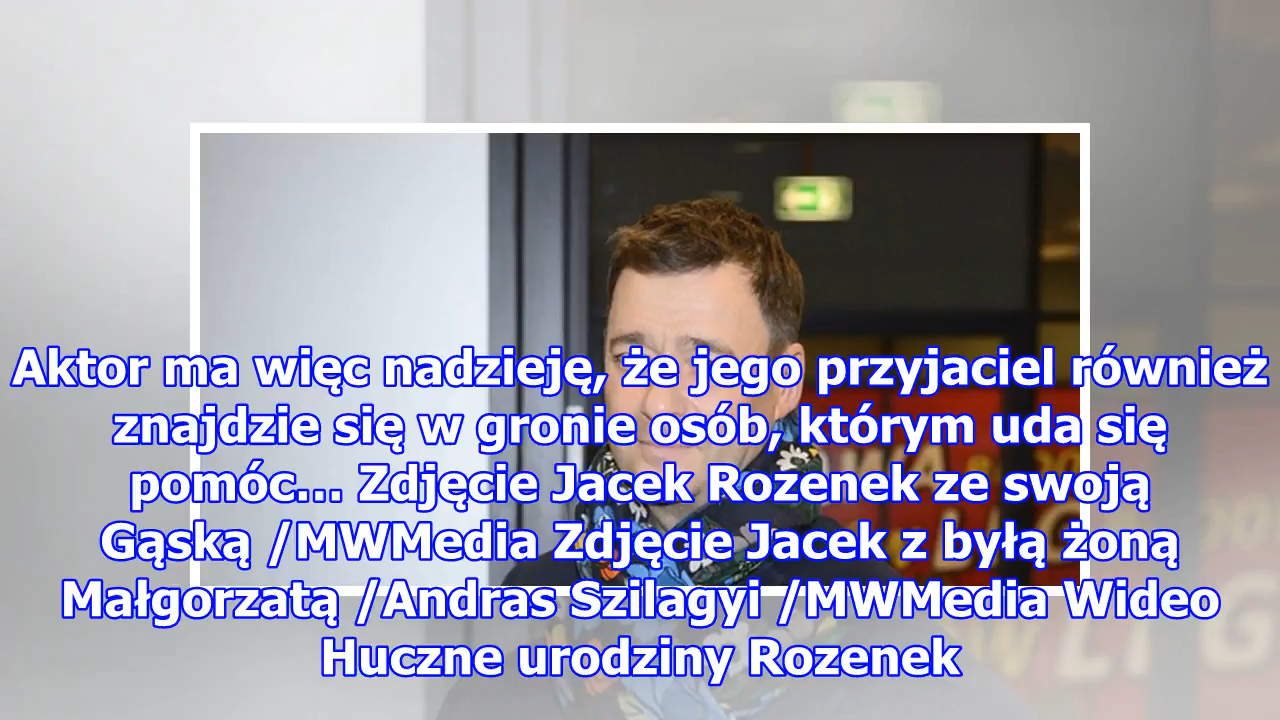 Aktor ma więc nadzieję, że jego przyjaciel również
znajdzie się w gronie osób, którym uda się
pomóc... Zdjęcie Jacek Rozenek ze swoją
Gąską /MWMedia Zdjęcie Jacek z byłą żoną
Małgorzatą /Andras Szilagyi /MWMedia Wideo
Huczne urodziny Rozenek